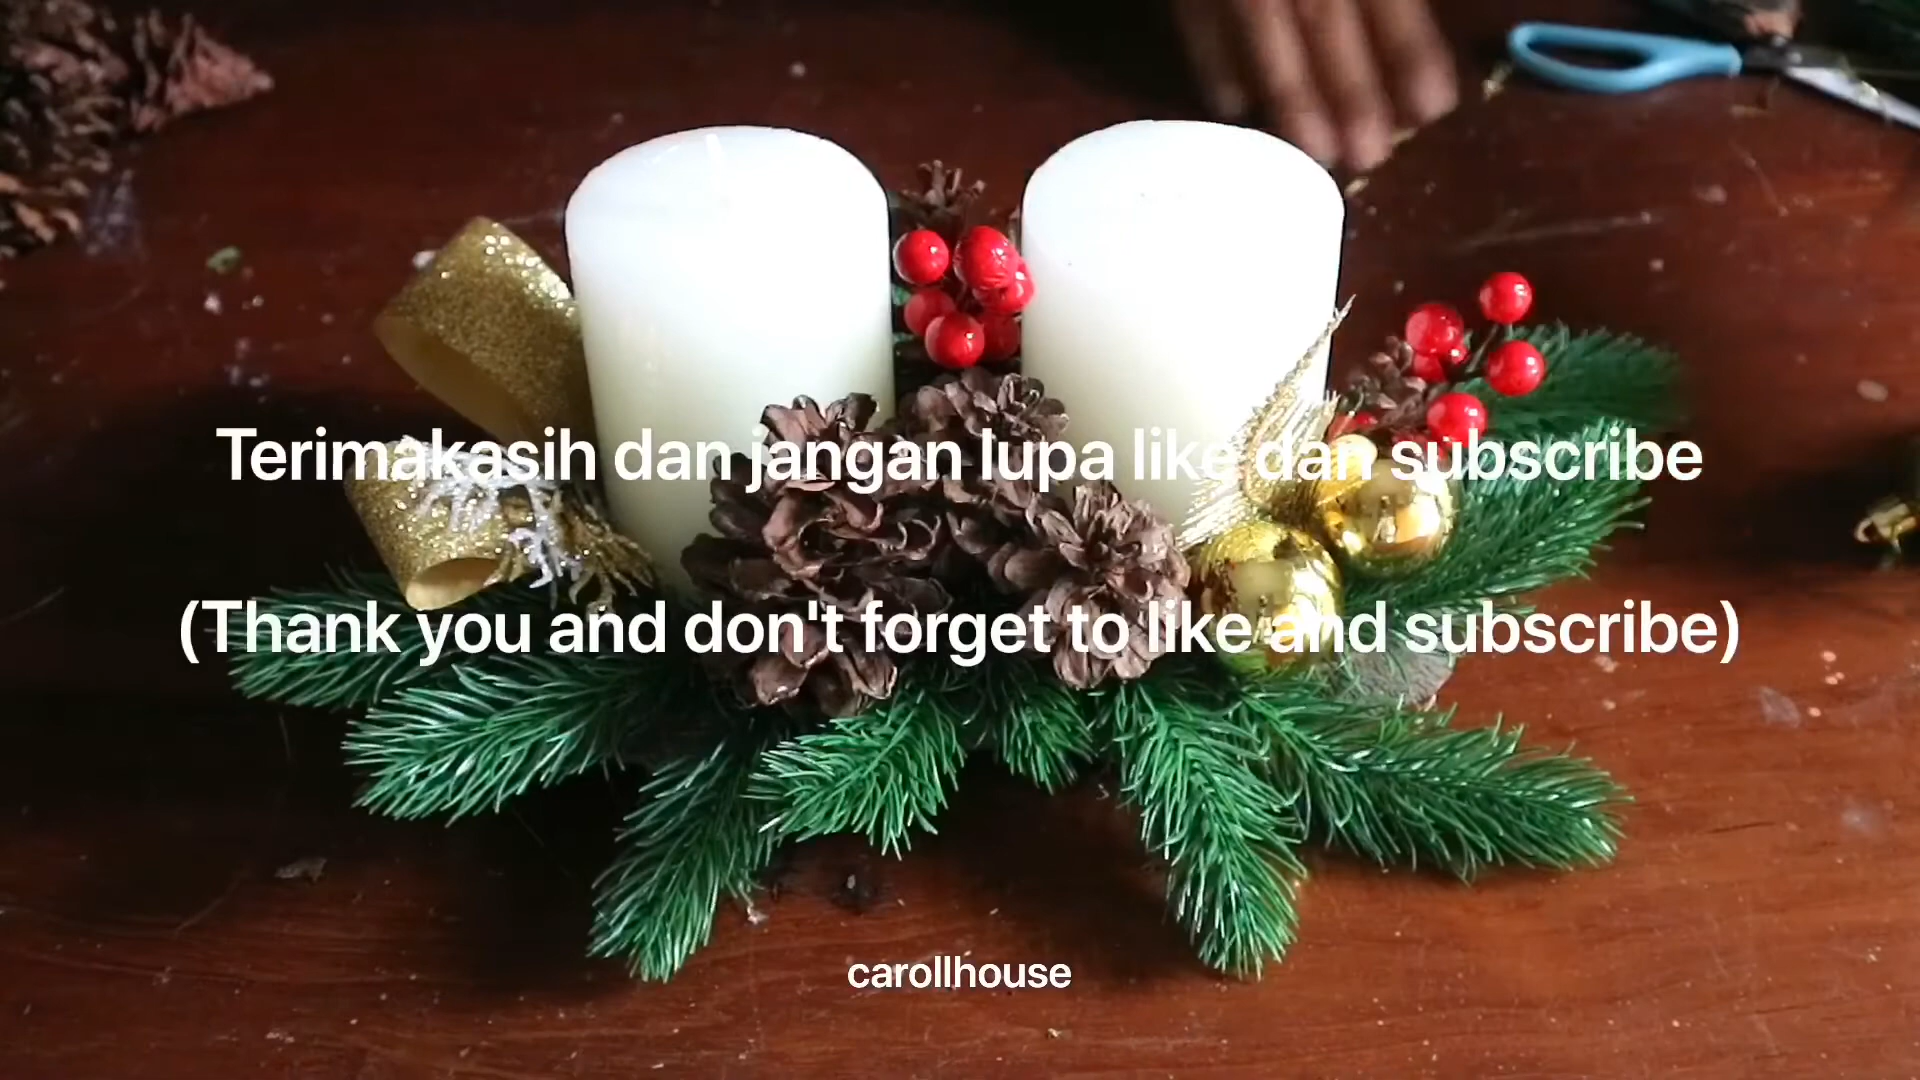 Terimakasih dan jangan lupa like dan subscribe
(Thank you and don't forget to like and subscribe)
carollhouse